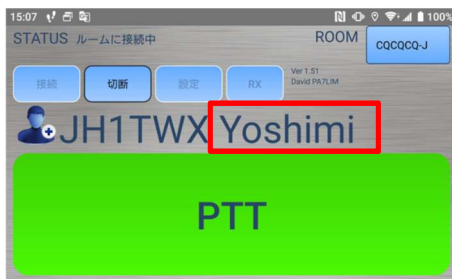 15:07 100%
STATUS ルームに接続中 ROOM CQCQCQ-J
接続 切断 設定 RX Ver 1.51
David PA7LIM
JH1TWX Yoshimi
PTT